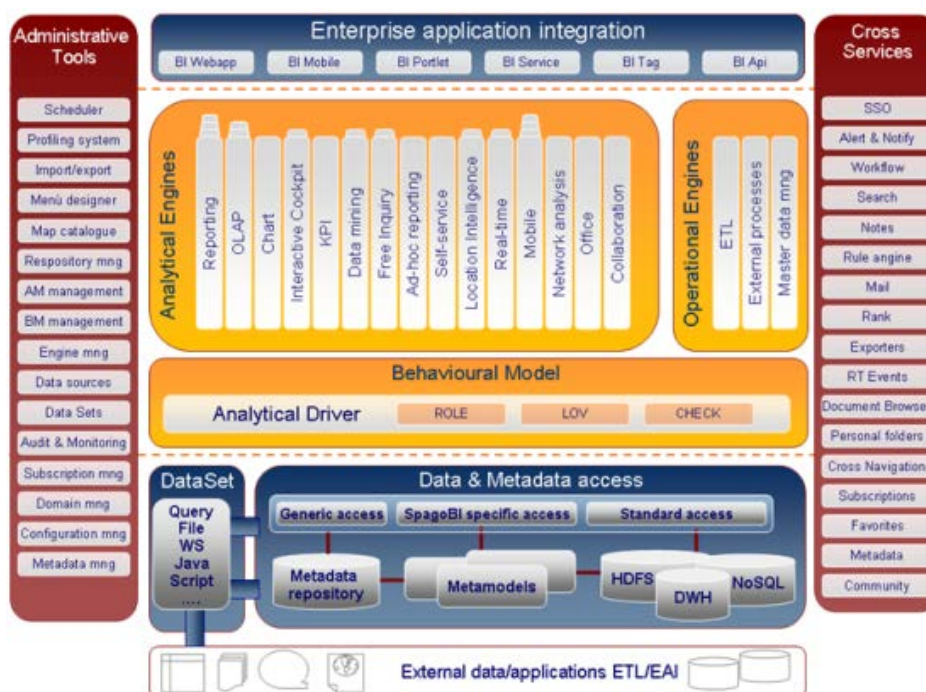 Administrative
Tools
Scheduler
Profiling system
Import/export
Menù designer
Map catalogue
Respository mng
AM management
BM management
Engine mng
Data sources
Data Sets
Audit & Monitoring
Subscription mng
Domain mng
Configuration mng
Metadata mng
Enterprise application integration
BI Webapp
BI Mobile
BI Portlet
BI Service
BI Tag
BI Api
Analytical Engines
Reporting
OLAP
Chart
Interactive Cockpit
KPI
Data mining
Free Inquiry
Ad-hoc reporting
Self-service
Location Intelligence
Real-time
Mobile
Network analysis
Office
Collaboration
Operational Engines
ETL
External processes
Master data mng
Behavioural Model
Analytical Driver
ROLE
LOV
CHECK
DataSet
Query
File
WS
Java
Script
....
Data & Metadata access
Generic access
SpagoBI specific access
Standard access
Metadata
repository
Metamodels
HDFS
DWH
NoSQL
External data/applications ETL/EAI
Cross
Services
SSO
Alert & Notify
Workflow
Search
Notes
Rule angine
Mail
Rank
Exporters
RT Events
Document Browse
Personal folders
Cross Navigation
Subscriptions
Favorites
Metadata
Community